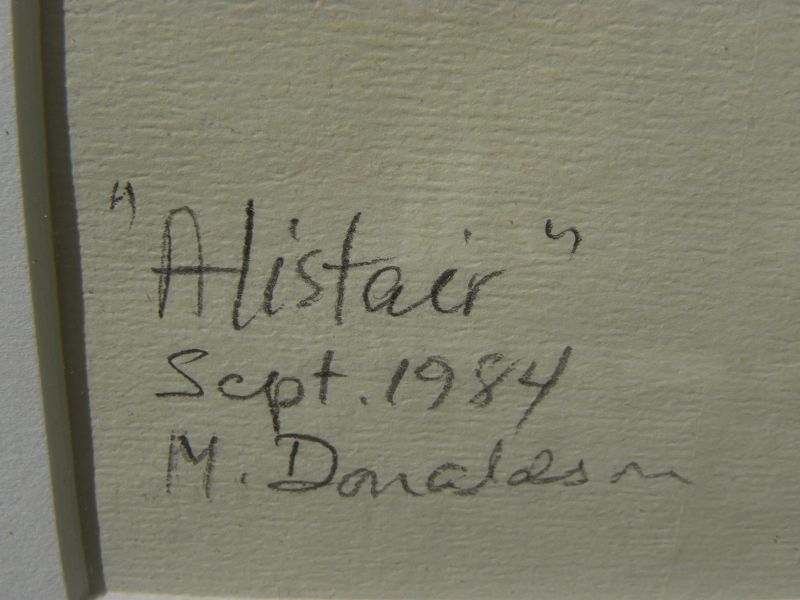 "Alistair"
Sept. 1984
M. Donaldson